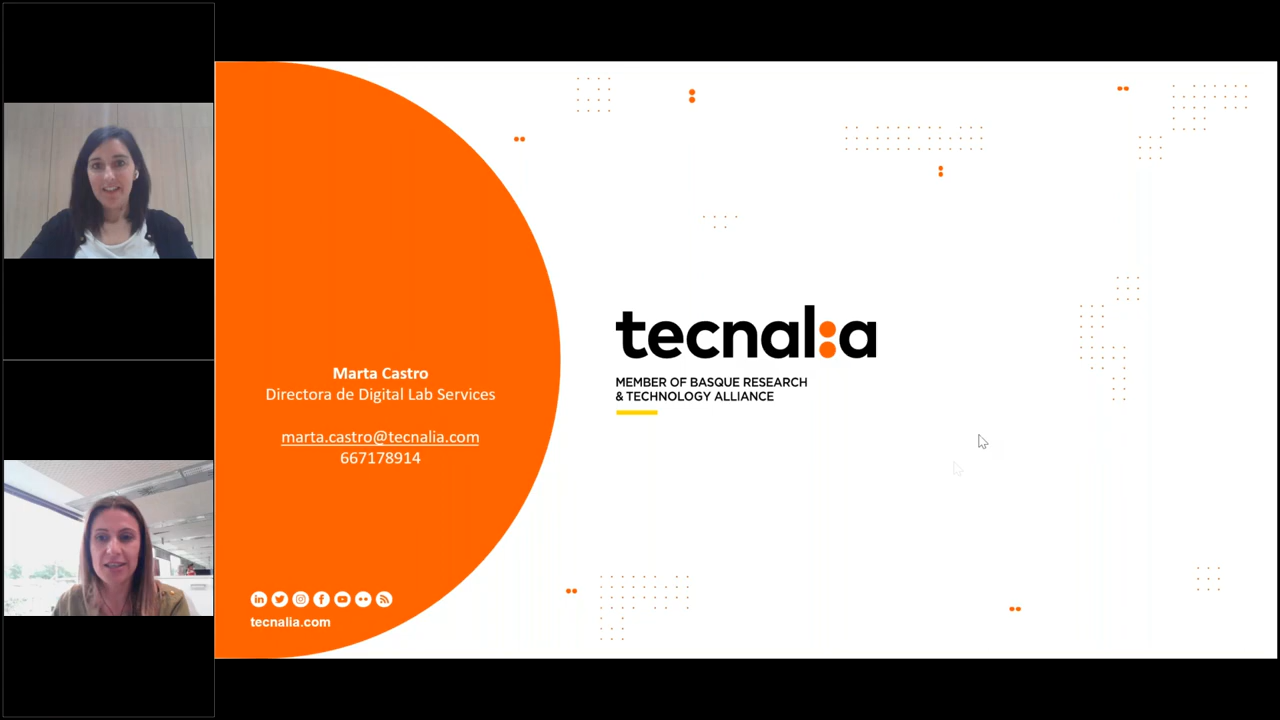 Marta Castro
Directora de Digital Lab Services
marta.castro@tecnalia.com
667178914
tecnalia.com
tecnalia
MEMBER OF BASQUE RESEARCH
& TECHNOLOGY ALLIANCE